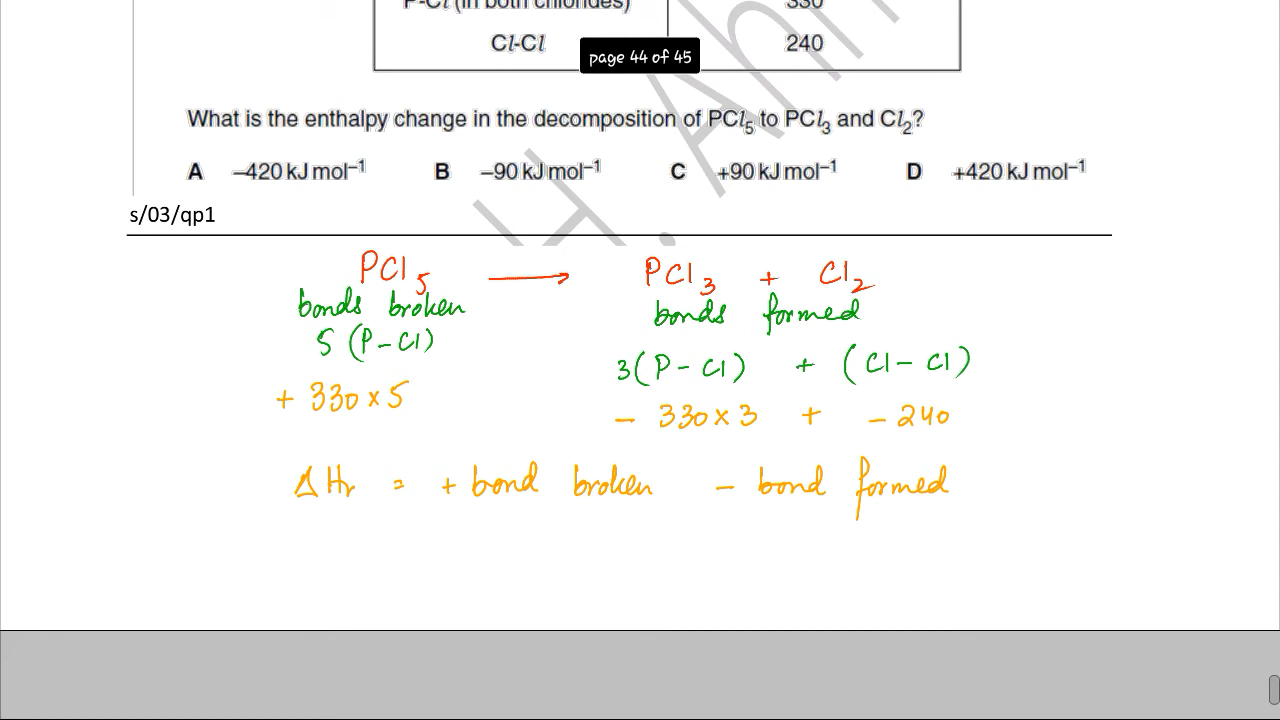 P-Cl (in both chlorides) 330
Cl-Cl 240
page 44 of 45
What is the enthalpy change in the decomposition of PCl₅ to PCl₃ and Cl₂?
A –420 kJ mol⁻¹ B –90 kJ mol⁻¹ C +90 kJ mol⁻¹ D +420 kJ mol⁻¹
s/03/qp1
PCl₅ → PCl₃ + Cl₂
bonds broken bonds formed
5 (P-Cl) 3(P-Cl) + (Cl-Cl)
+ 330 x 5 - 330 x 3 + - 240
ΔHr = + bond broken - bond formed